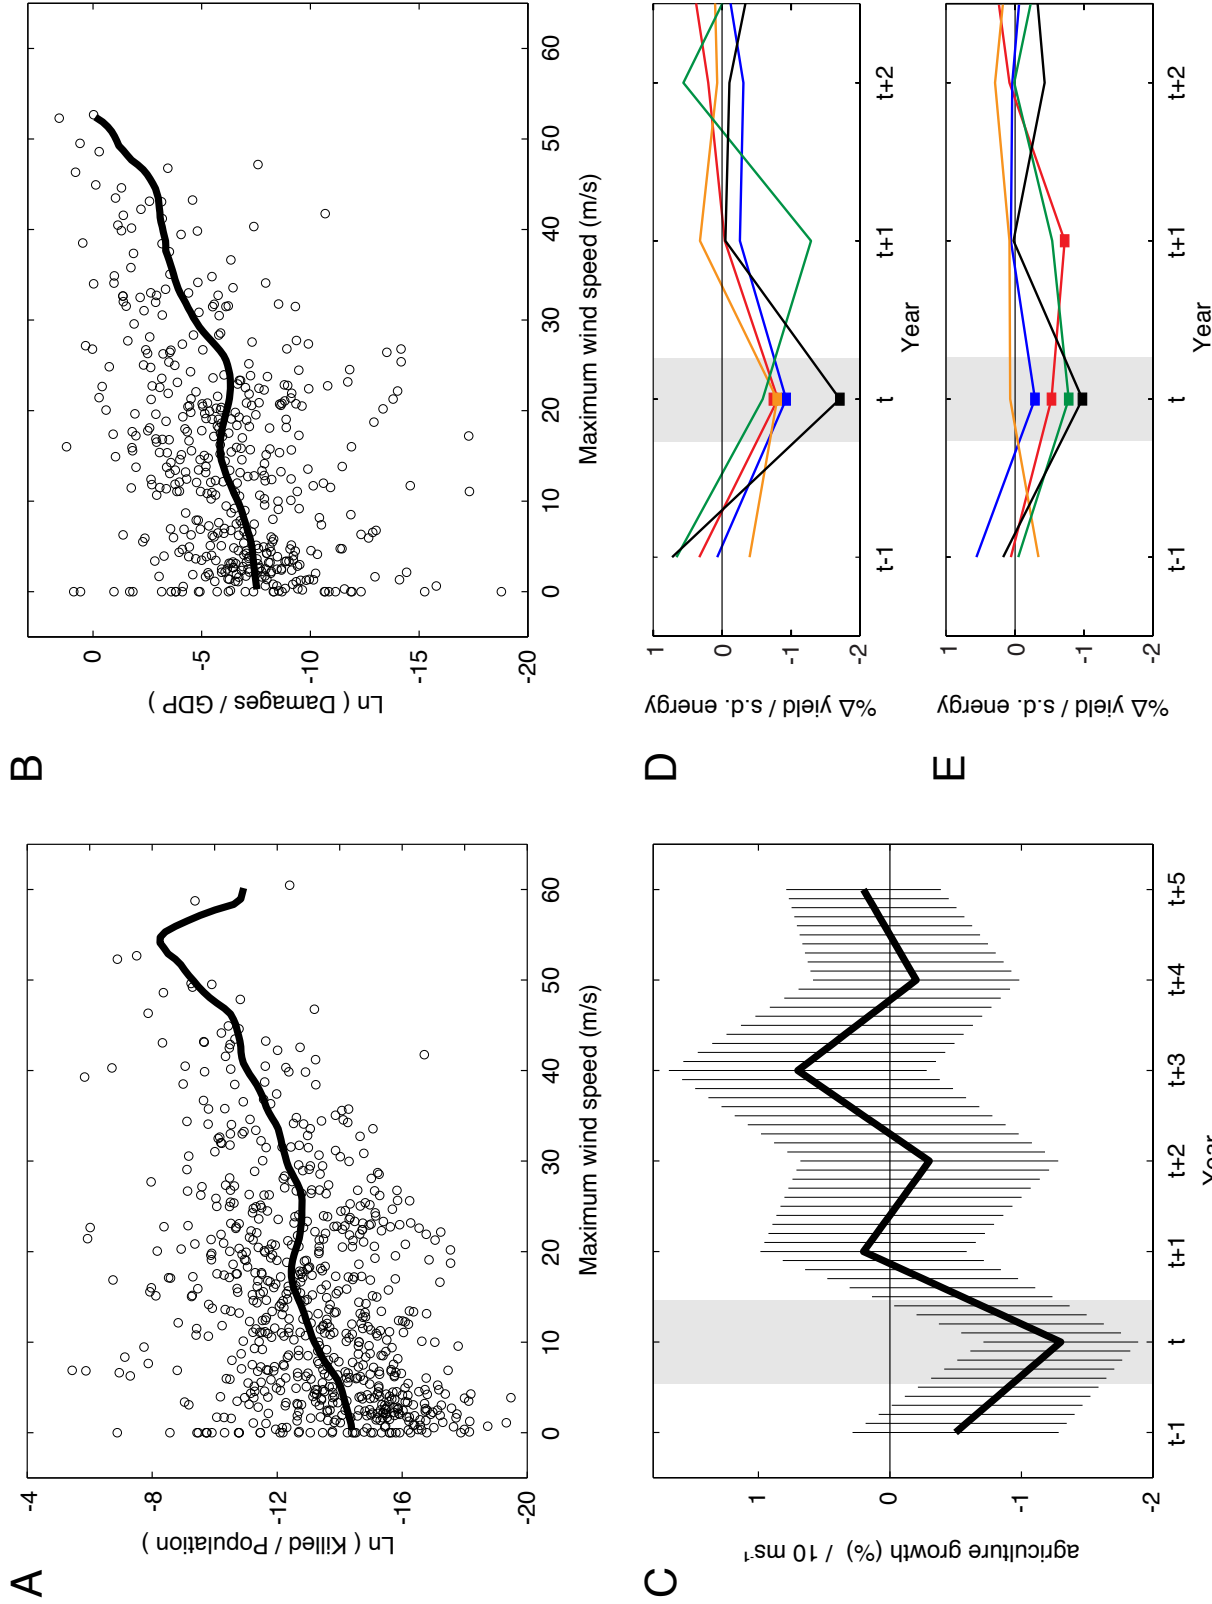 A
Ln ( Killed / Population )
-4
-8
-12
-16
-20
0
10
20
30
40
50
60
Maximum wind speed (m/s)
B
Ln ( Damages / GDP )
0
-5
-10
-15
-20
0
10
20
30
40
50
60
Maximum wind speed (m/s)
C
agriculture growth (%) / 10 ms⁻¹
1
0
-1
-2
t-1
t
t+1
t+2
t+3
t+4
t+5
Year
D
%Δ yield / s.d. energy
1
0
-1
-2
t-1
t
t+1
t+2
Year
E
%Δ yield / s.d. energy
1
0
-1
-2
t-1
t
t+1
t+2
Year